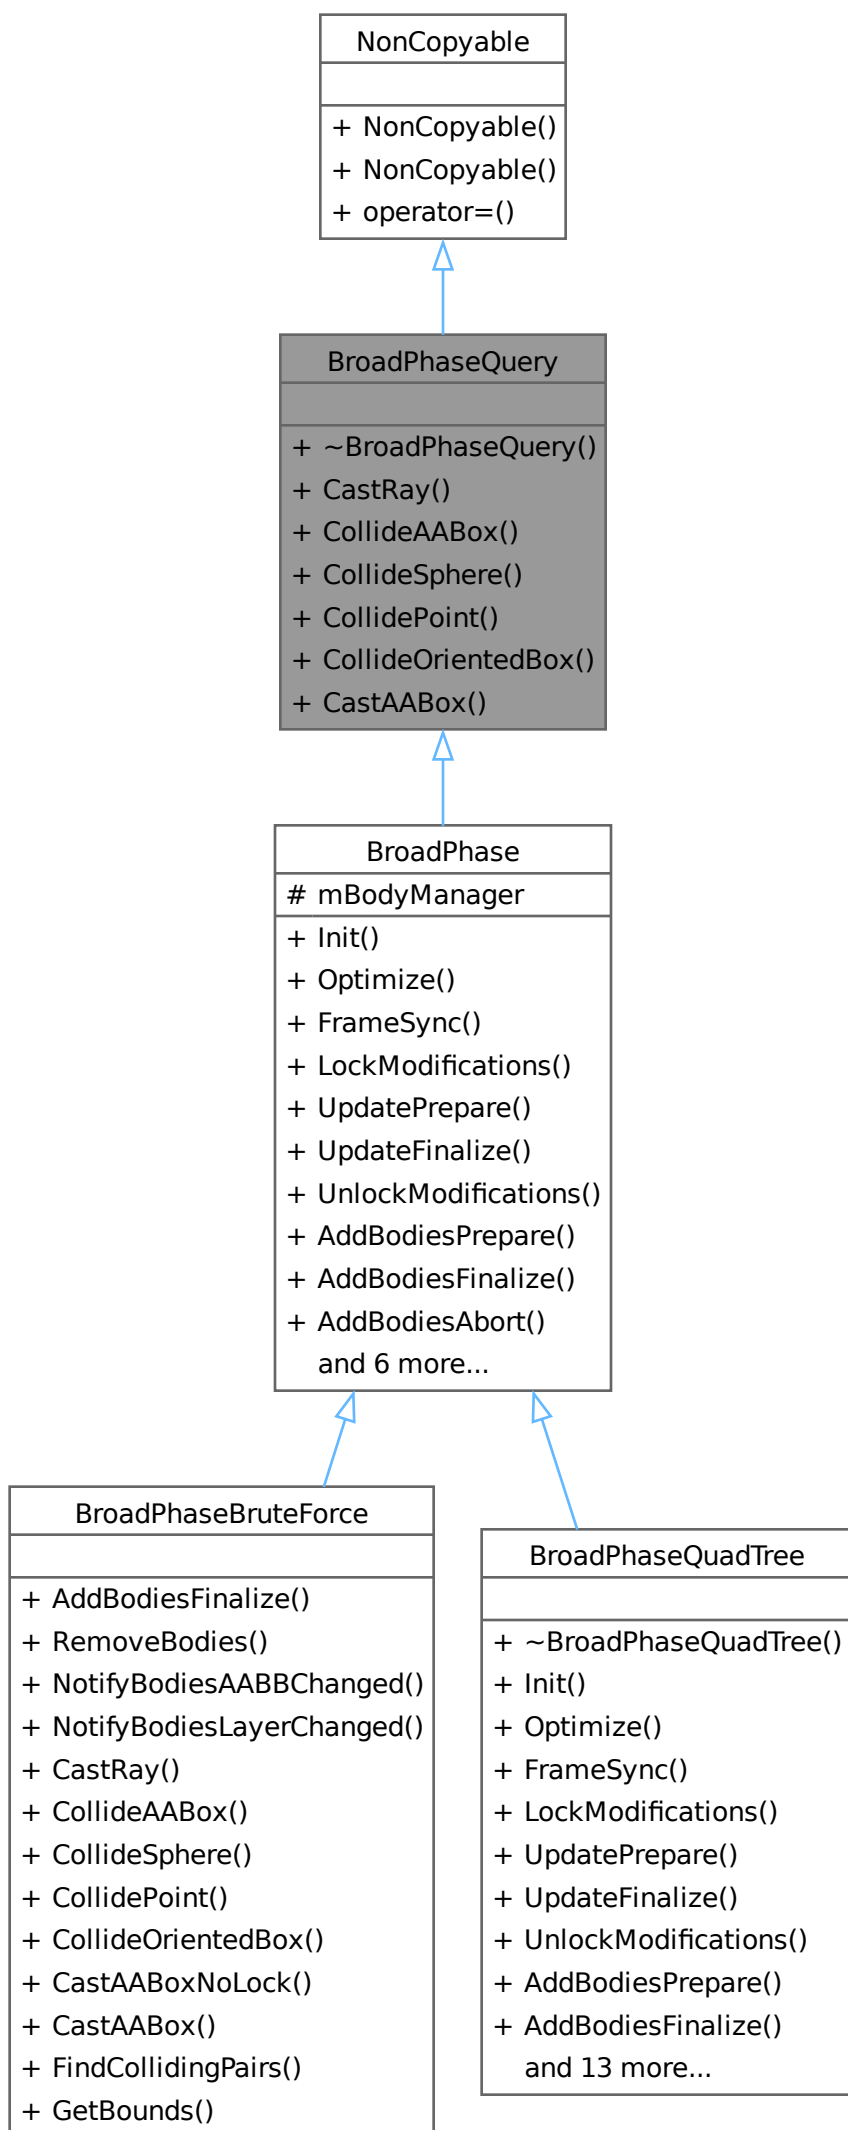 NonCopyable
+ NonCopyable()
+ NonCopyable()
+ operator=()
BroadPhaseQuery
+ ~BroadPhaseQuery()
+ CastRay()
+ CollideAABox()
+ CollideSphere()
+ CollidePoint()
+ CollideOrientedBox()
+ CastAABox()
BroadPhase
# mBodyManager
+ Init()
+ Optimize()
+ FrameSync()
+ LockModifications()
+ UpdatePrepare()
+ UpdateFinalize()
+ UnlockModifications()
+ AddBodiesPrepare()
+ AddBodiesFinalize()
+ AddBodiesAbort()
and 6 more...
BroadPhaseBruteForce
+ AddBodiesFinalize()
+ RemoveBodies()
+ NotifyBodiesAABBChanged()
+ NotifyBodiesLayerChanged()
+ CastRay()
+ CollideAABox()
+ CollideSphere()
+ CollidePoint()
+ CollideOrientedBox()
+ CastAABoxNoLock()
+ CastAABox()
+ FindCollidingPairs()
+ GetBounds()
BroadPhaseQuadTree
+ ~BroadPhaseQuadTree()
+ Init()
+ Optimize()
+ FrameSync()
+ LockModifications()
+ UpdatePrepare()
+ UpdateFinalize()
+ UnlockModifications()
+ AddBodiesPrepare()
+ AddBodiesFinalize()
and 13 more...